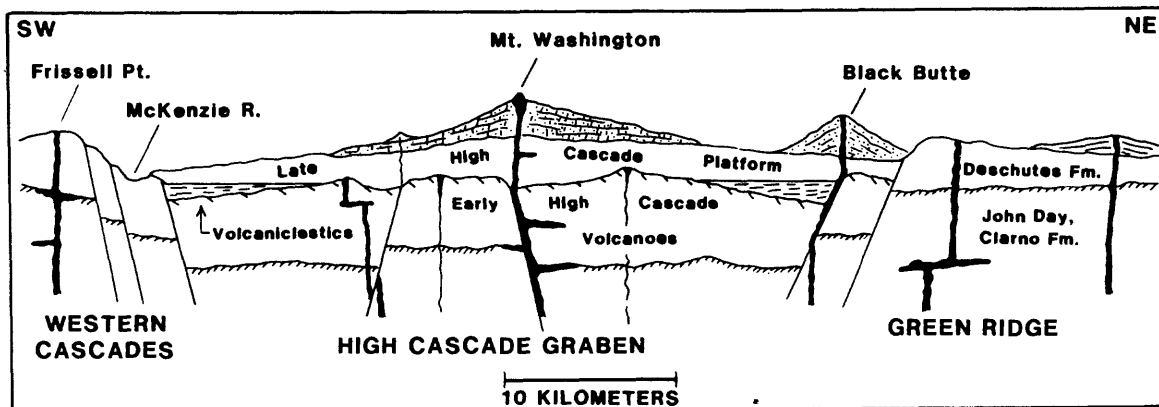 SW
NE
Mt. Washington
Frissell Pt.
Black Butte
McKenzie R.
Late High Cascade Platform
Deschutes Fm.
Early High Cascade
Volcanoes
Volcaniclestics
John Day,
Clarno Fm.
WESTERN
CASCADES
HIGH CASCADE GRABEN
GREEN RIDGE
10 KILOMETERS